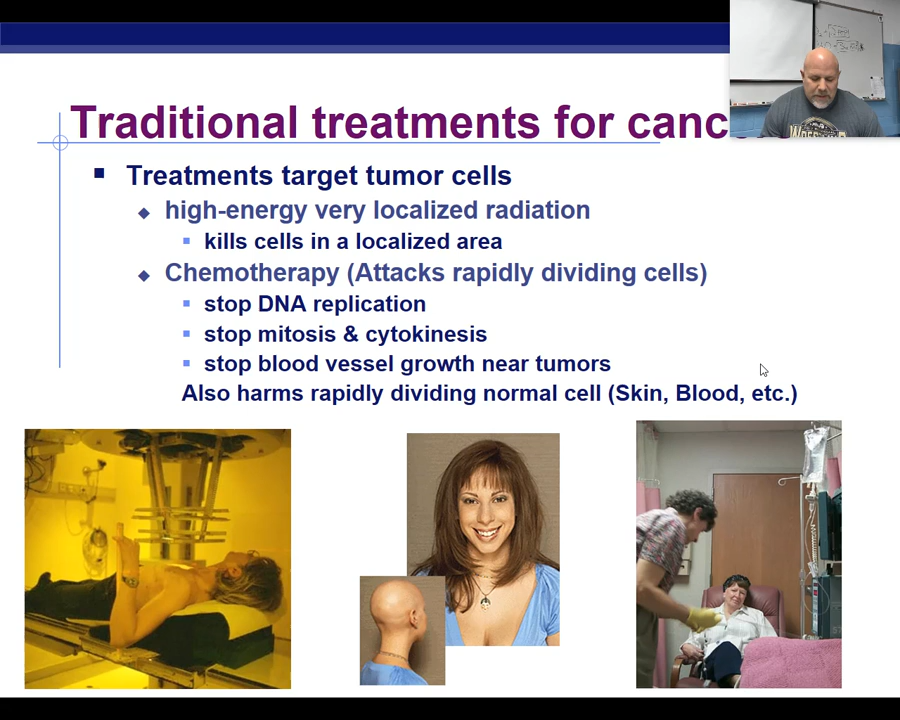 Traditional treatments for canc
Treatments target tumor cells
high-energy very localized radiation
kills cells in a localized area
Chemotherapy (Attacks rapidly dividing cells)
stop DNA replication
stop mitosis & cytokinesis
stop blood vessel growth near tumors
Also harms rapidly dividing normal cell (Skin, Blood, etc.)